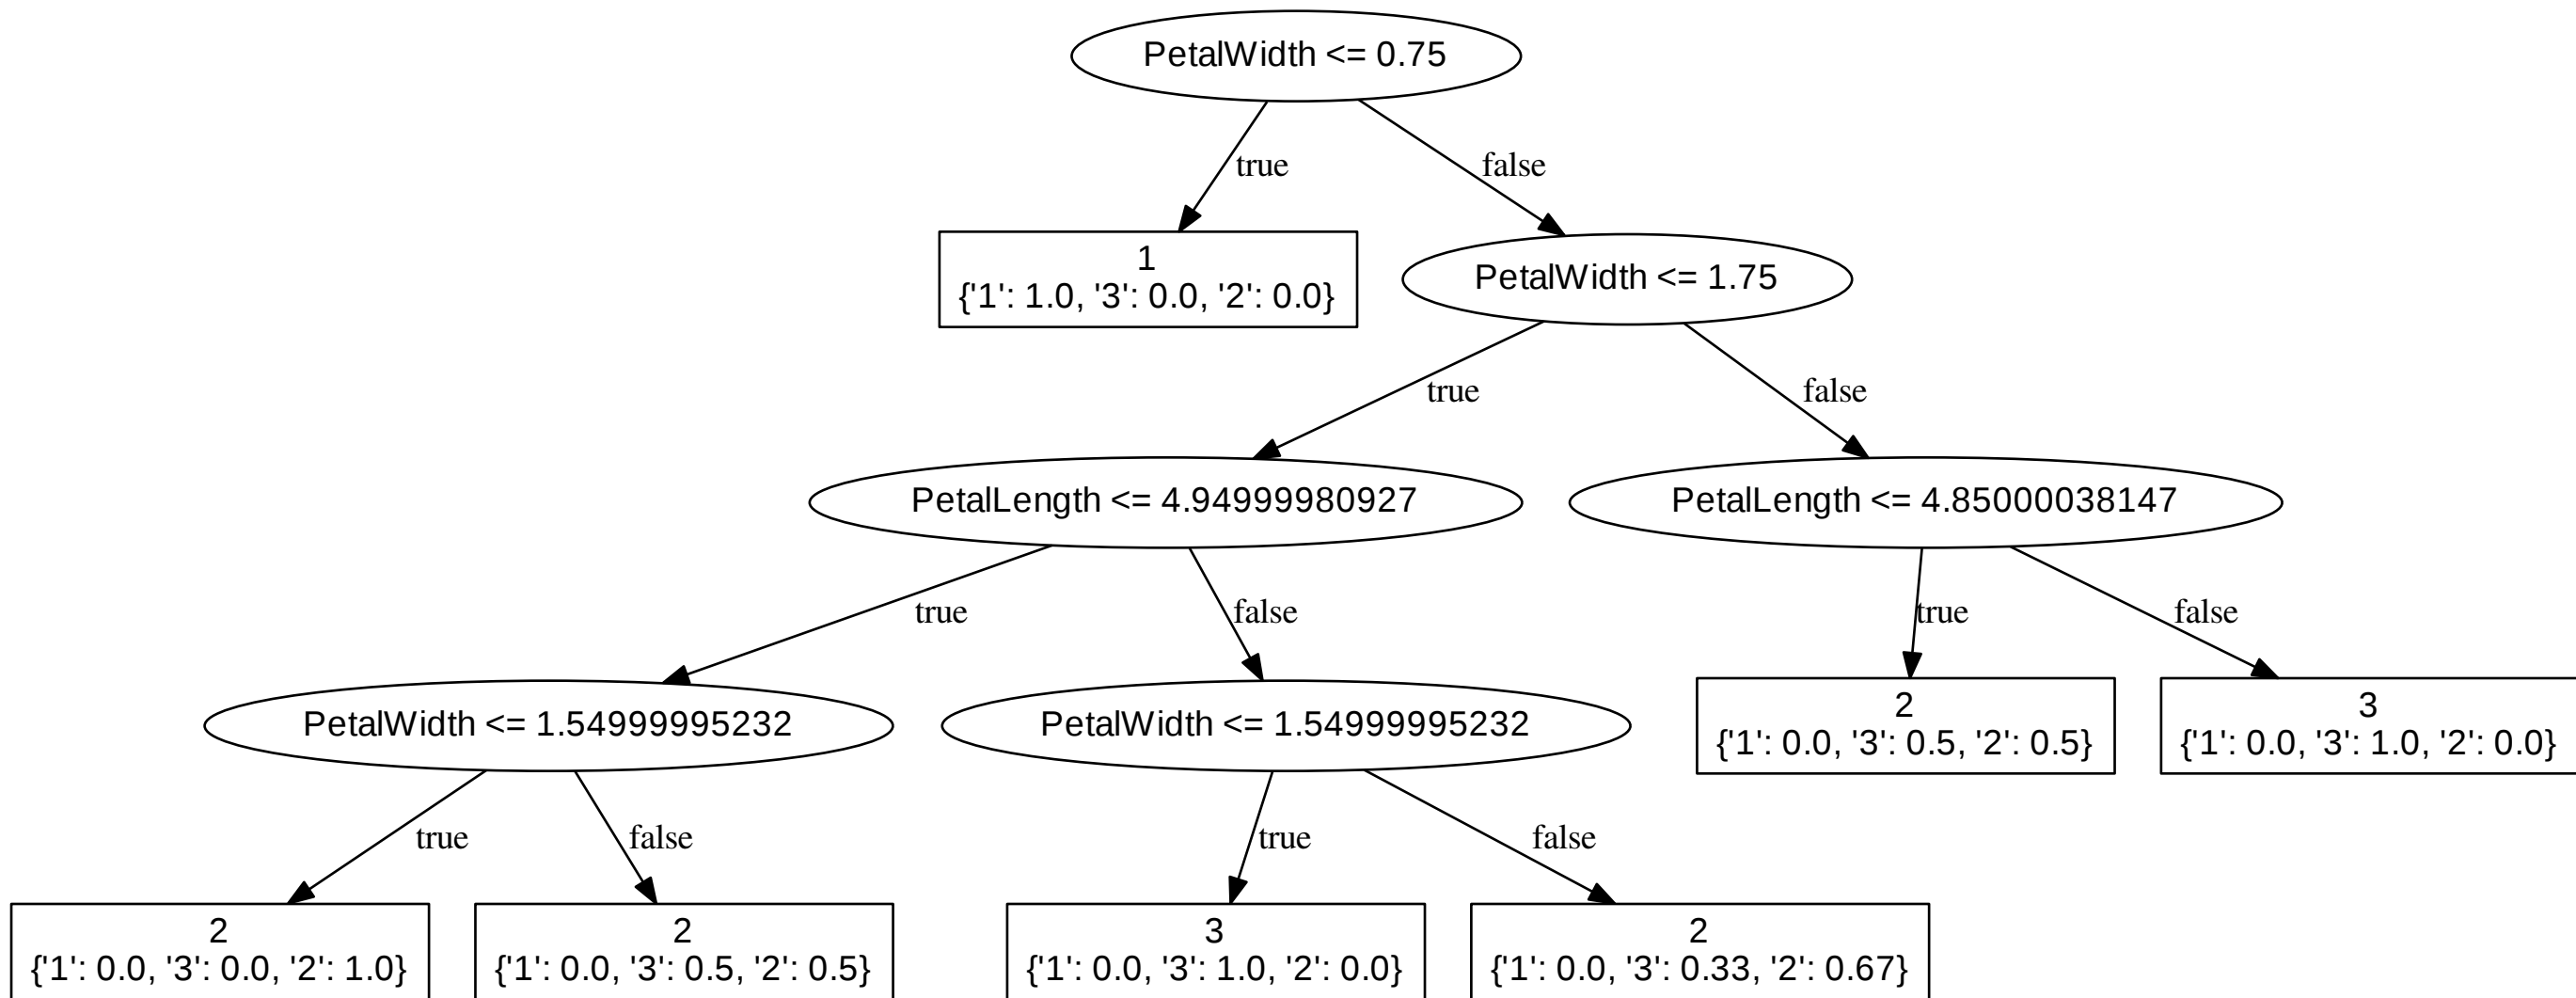 PetalWidth <= 0.75
true
false
1
{'1': 1.0, '3': 0.0, '2': 0.0}
PetalWidth <= 1.75
true
false
PetalLength <= 4.94999980927
PetalLength <= 4.85000038147
true
false
true
false
PetalWidth <= 1.54999995232
PetalWidth <= 1.54999995232
2
{'1': 0.0, '3': 0.5, '2': 0.5}
3
{'1': 0.0, '3': 1.0, '2': 0.0}
true
false
true
false
2
{'1': 0.0, '3': 0.0, '2': 1.0}
2
{'1': 0.0, '3': 0.5, '2': 0.5}
3
{'1': 0.0, '3': 1.0, '2': 0.0}
2
{'1': 0.0, '3': 0.33, '2': 0.67}